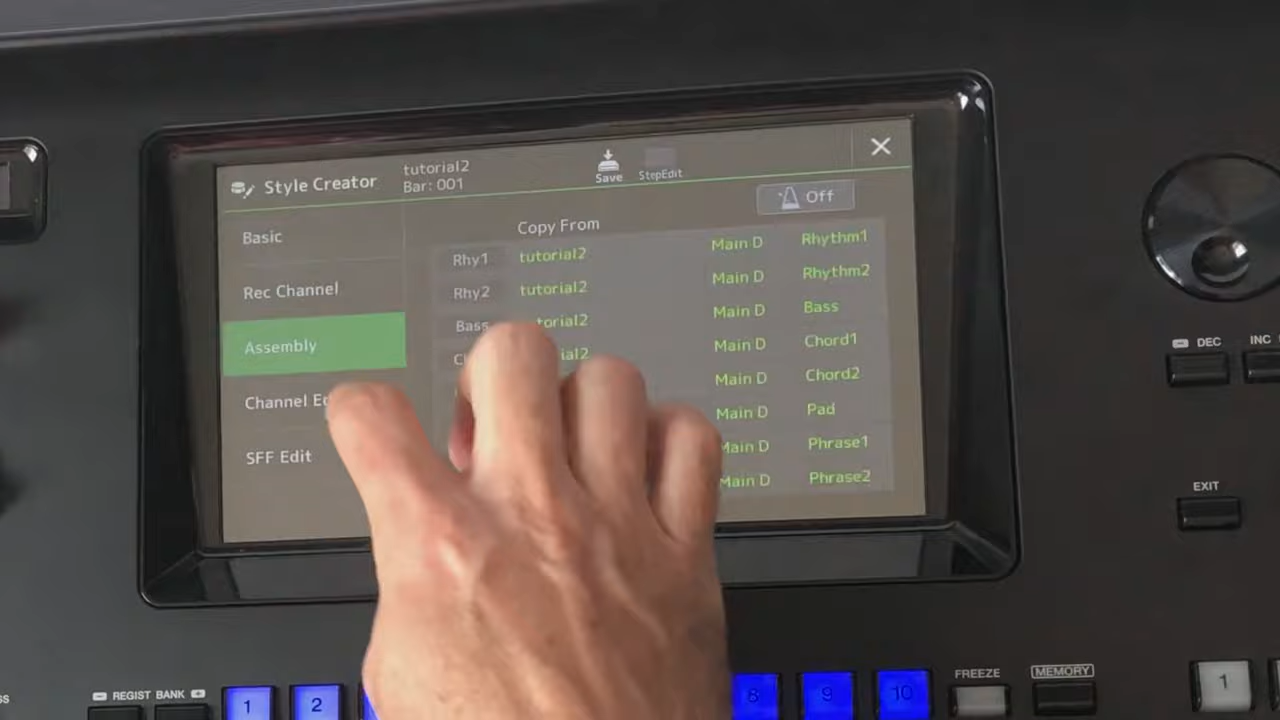 Style Creator
tutorial2
Bar: 001
Save
StepEdit
Off
Basic
Rec Channel
Assembly
Channel
SFF Edit
Copy From
Rhy1 tutorial2 Main D Rhythm1
Rhy2 tutorial2 Main D Rhythm2
Bass Main D Bass
Main D Chord1
Main D Chord2
Main D Pad
Main D Phrase1
Main D Phrase2
DEC
INC
EXIT
REGIST BANK
1 2 8 9 10
FREEZE
MEMORY
1